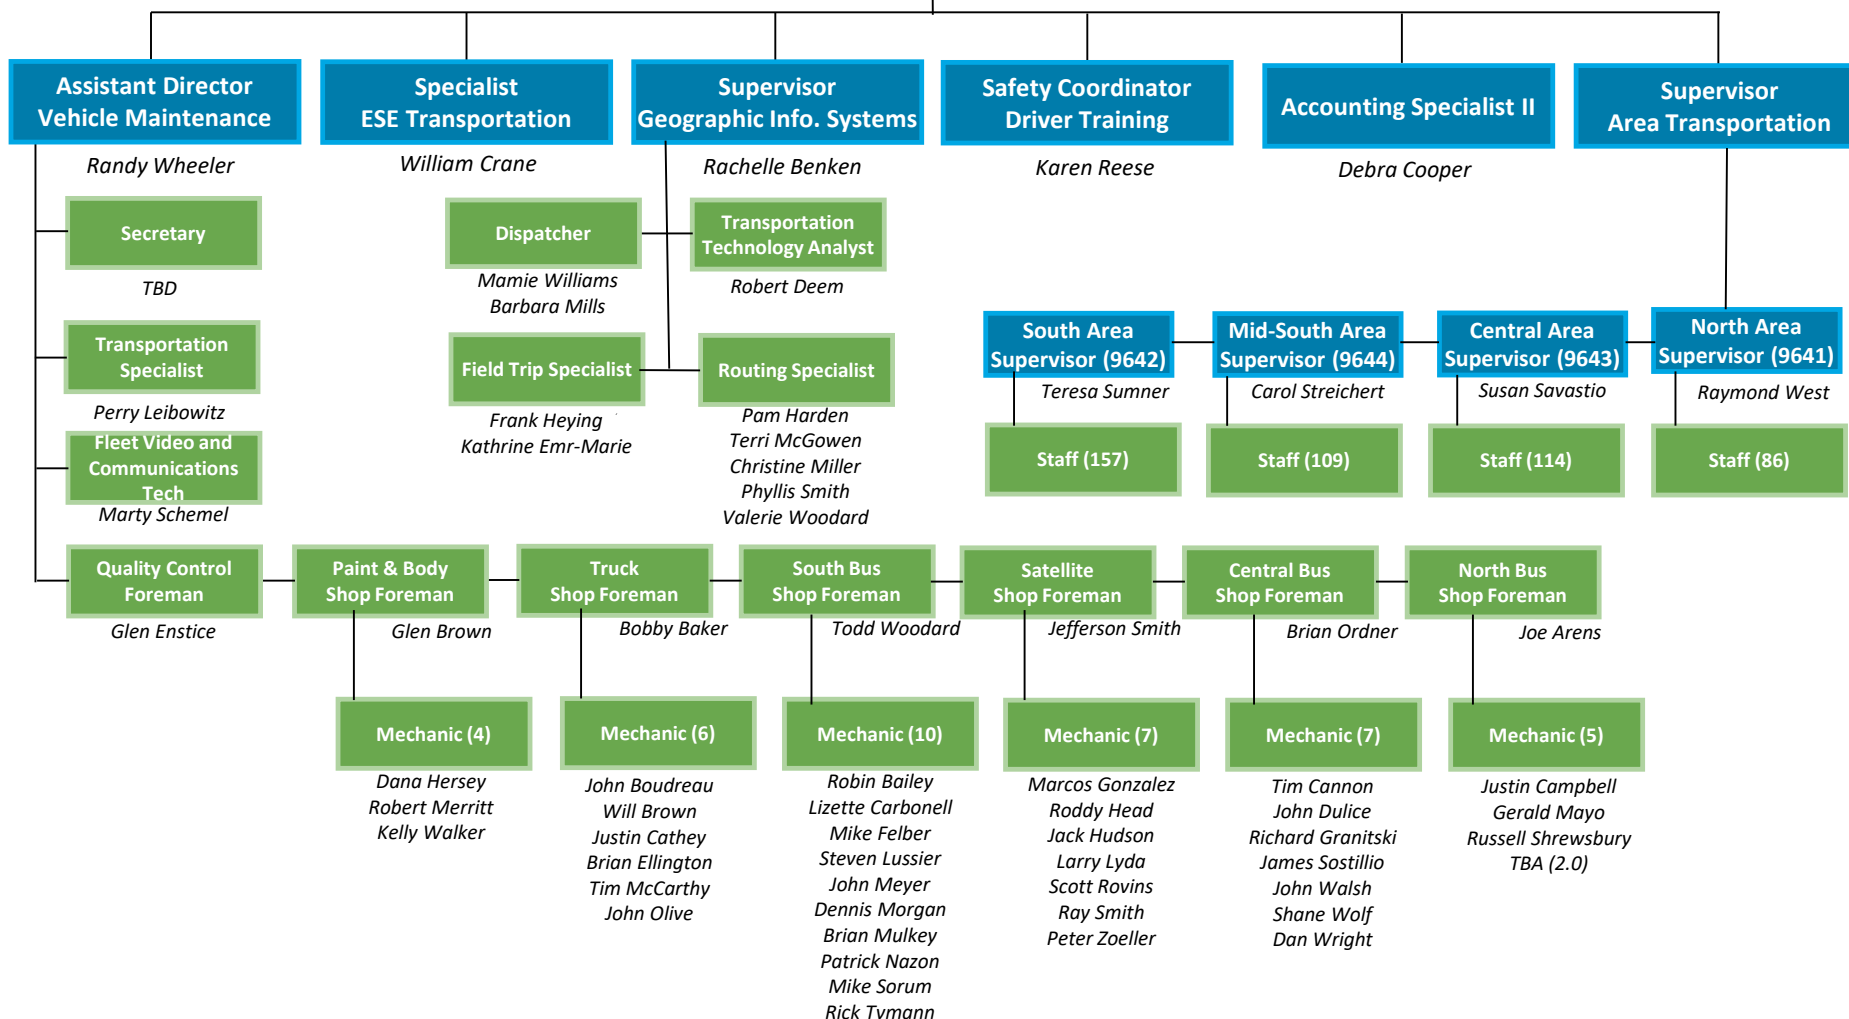 Assistant Director
Vehicle Maintenance
Randy Wheeler
Specialist
ESE Transportation
William Crane
Supervisor
Geographic Info. Systems
Rachelle Benken
Safety Coordinator
Driver Training
Karen Reese
Accounting Specialist II
Debra Cooper
Supervisor
Area Transportation
Secretary
TBD
Dispatcher
Mamie Williams
Barbara Mills
Transportation
Technology Analyst
Robert Deem
Transportation
Specialist
Perry Leibowitz
Field Trip Specialist
Frank Heying
Kathrine Emr-Marie
Routing Specialist
Pam Harden
Terri McGowen
Christine Miller
Phyllis Smith
Valerie Woodard
South Area
Supervisor (9642)
Teresa Sumner
Staff (157)
Mid-South Area
Supervisor (9644)
Carol Streichert
Staff (109)
Central Area
Supervisor (9643)
Susan Savastio
Staff (114)
North Area
Supervisor (9641)
Raymond West
Staff (86)
Fleet Video and
Communications
Tech
Marty Schemel
Quality Control
Foreman
Glen Enstice
Paint & Body
Shop Foreman
Glen Brown
Truck
Shop Foreman
Bobby Baker
South Bus
Shop Foreman
Todd Woodard
Satellite
Shop Foreman
Jefferson Smith
Central Bus
Shop Foreman
Brian Ordner
North Bus
Shop Foreman
Joe Arens
Mechanic (4)
Dana Hersey
Robert Merritt
Kelly Walker
Mechanic (6)
John Boudreau
Will Brown
Justin Cathey
Brian Ellington
Tim McCarthy
John Olive
Mechanic (10)
Robin Bailey
Lizette Carbonell
Mike Felber
Steven Lussier
John Meyer
Dennis Morgan
Brian Mulkey
Patrick Nazon
Mike Sorum
Rick Tymann
Mechanic (7)
Marcos Gonzalez
Roddy Head
Jack Hudson
Larry Lyda
Scott Rovins
Ray Smith
Peter Zoeller
Mechanic (7)
Tim Cannon
John Dulice
Richard Granitski
James Sostillio
John Walsh
Shane Wolf
Dan Wright
Mechanic (5)
Justin Campbell
Gerald Mayo
Russell Shrewsbury
TBA (2.0)